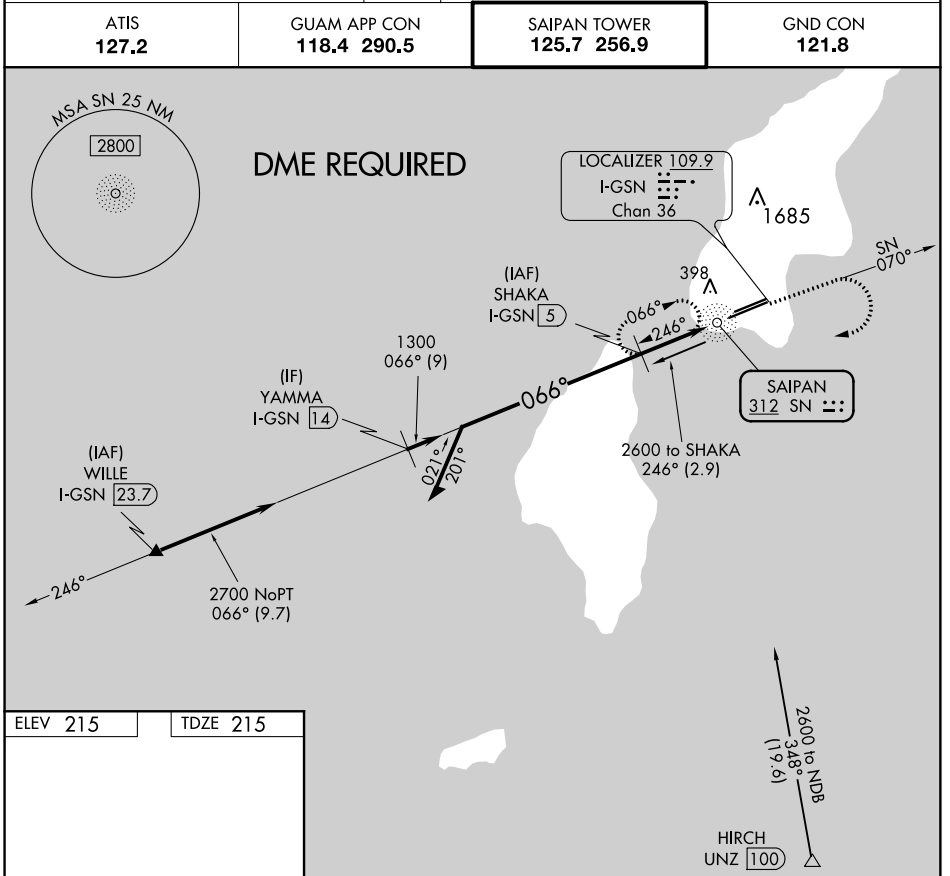 ATIS
127.2
GUAM APP CON
118.4 290.5
SAIPAN TOWER
125.7 256.9
GND CON
121.8
MSA SN 25 NM
2800
DME REQUIRED
LOCALIZER 109.9
I-GSN
Chan 36
1685
SN
070°
398
(IAF)
SHAKA
I-GSN 5
066°
246°
1300
066° (9)
(IF)
YAMMA
I-GSN 14
066°
SAIPAN
312 SN
2600 to SHAKA
246° (2.9)
021°
201°
(IAF)
WILLE
I-GSN 23.7
246°
2700 NoPT
066° (9.7)
2600 to NDB
348°
(19.6)
HIRCH
UNZ 100
ELEV 215
TDZE 215